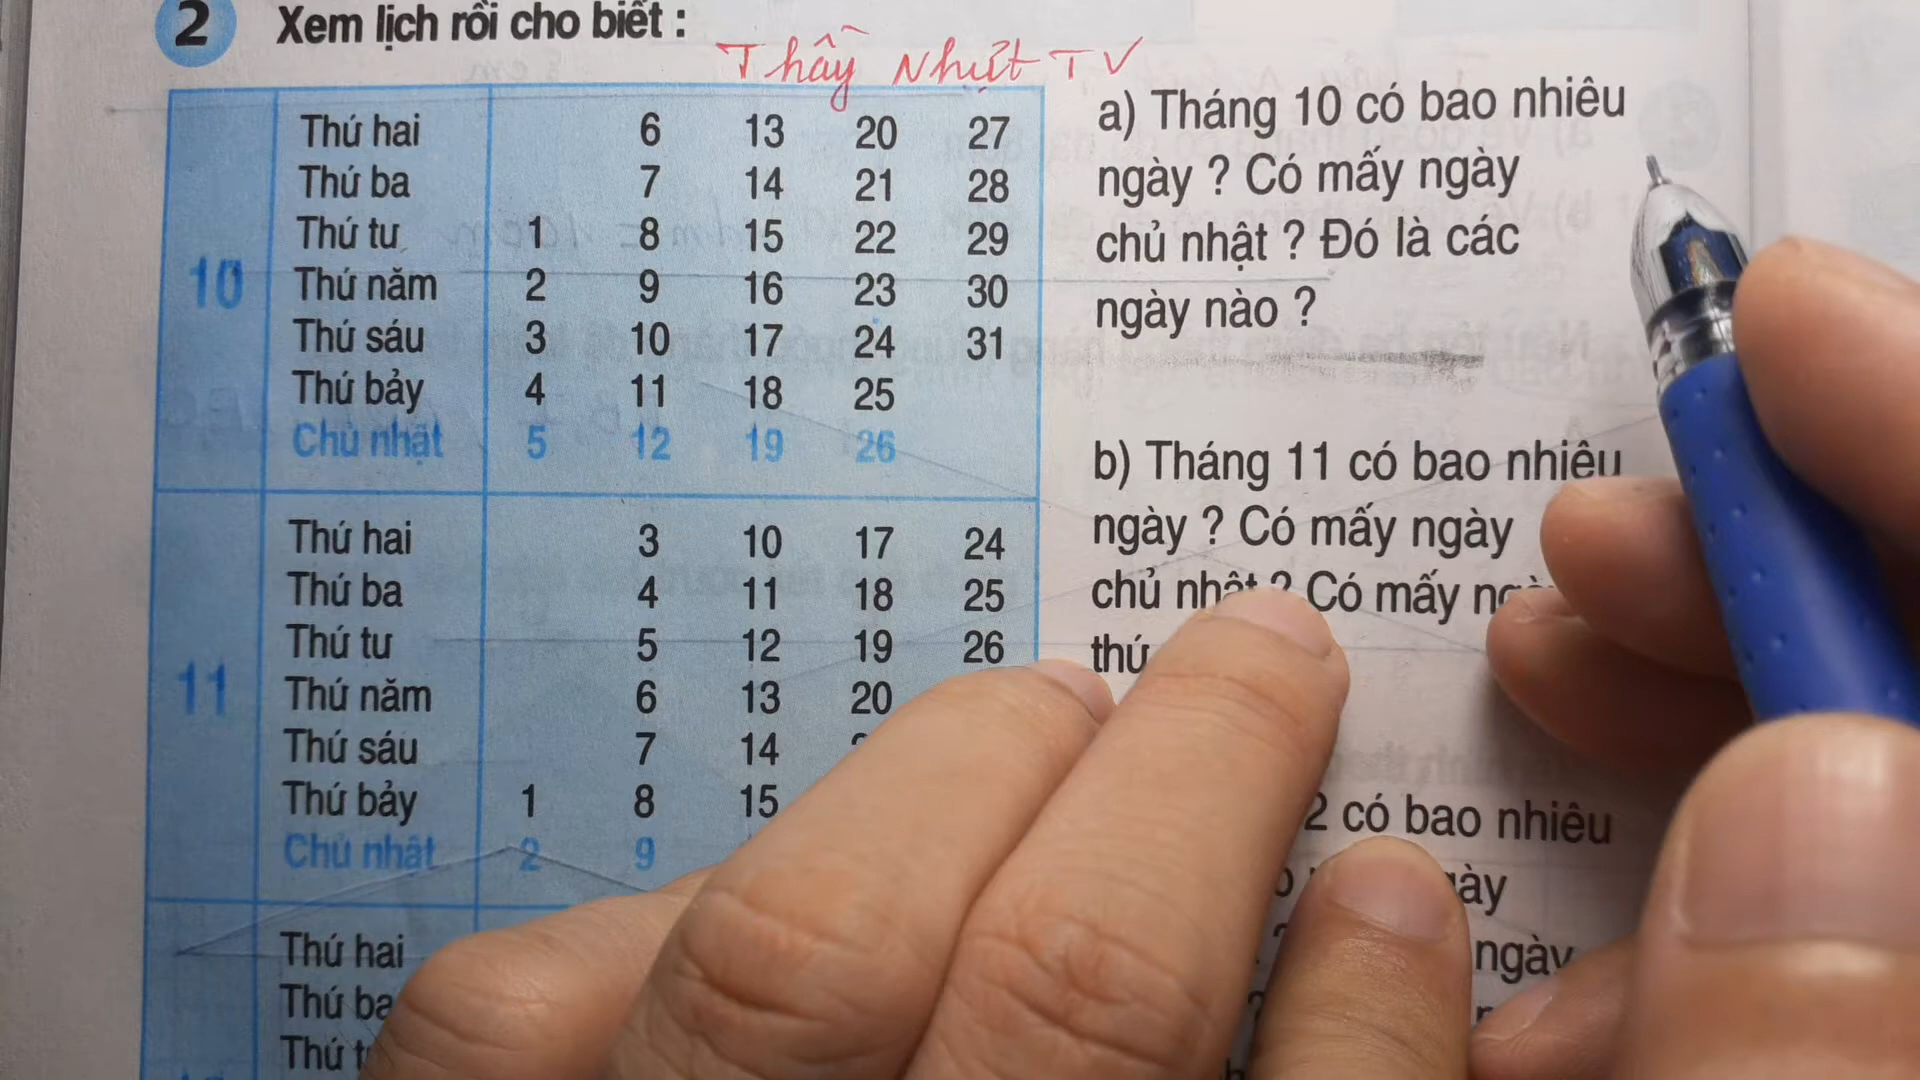 2 Xem lịch rồi cho biết :
Thầy Nhựt TV
10
Thứ hai 6 13 20 27
Thứ ba 7 14 21 28
Thứ tư 1 8 15 22 29
Thứ năm 2 9 16 23 30
Thứ sáu 3 10 17 24 31
Thứ bảy 4 11 18 25
Chủ nhật 5 12 19 26
11
Thứ hai 3 10 17 24
Thứ ba 4 11 18 25
Thứ tư 5 12 19 26
Thứ năm 6 13 20
Thứ sáu 7 14
Thứ bảy 1 8 15
Chủ nhật 2 9
Thứ hai
Thứ ba
Thứ
a) Tháng 10 có bao nhiêu
ngày ? Có mấy ngày
chủ nhật ? Đó là các
ngày nào ?
b) Tháng 11 có bao nhiêu
ngày ? Có mấy ngày
chủ nhật ? Có mấy
thứ
2 có bao nhiêu
ngày